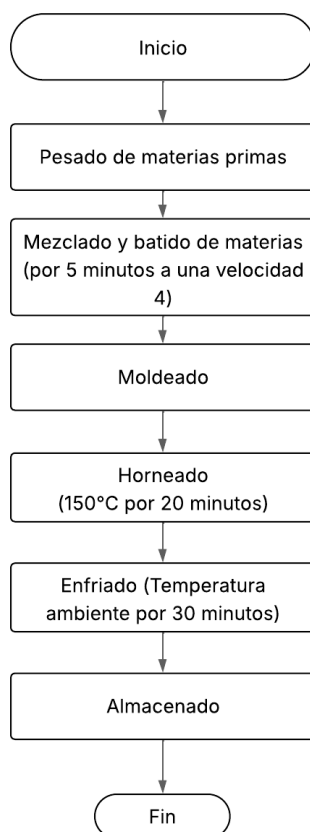 Inicio
Pesado de materias primas
Mezclado y batido de materias
(por 5 minutos a una velocidad
4)
Moldeado
Horneado
(150°C por 20 minutos)
Enfriado (Temperatura
ambiente por 30 minutos)
Almacenado
Fin